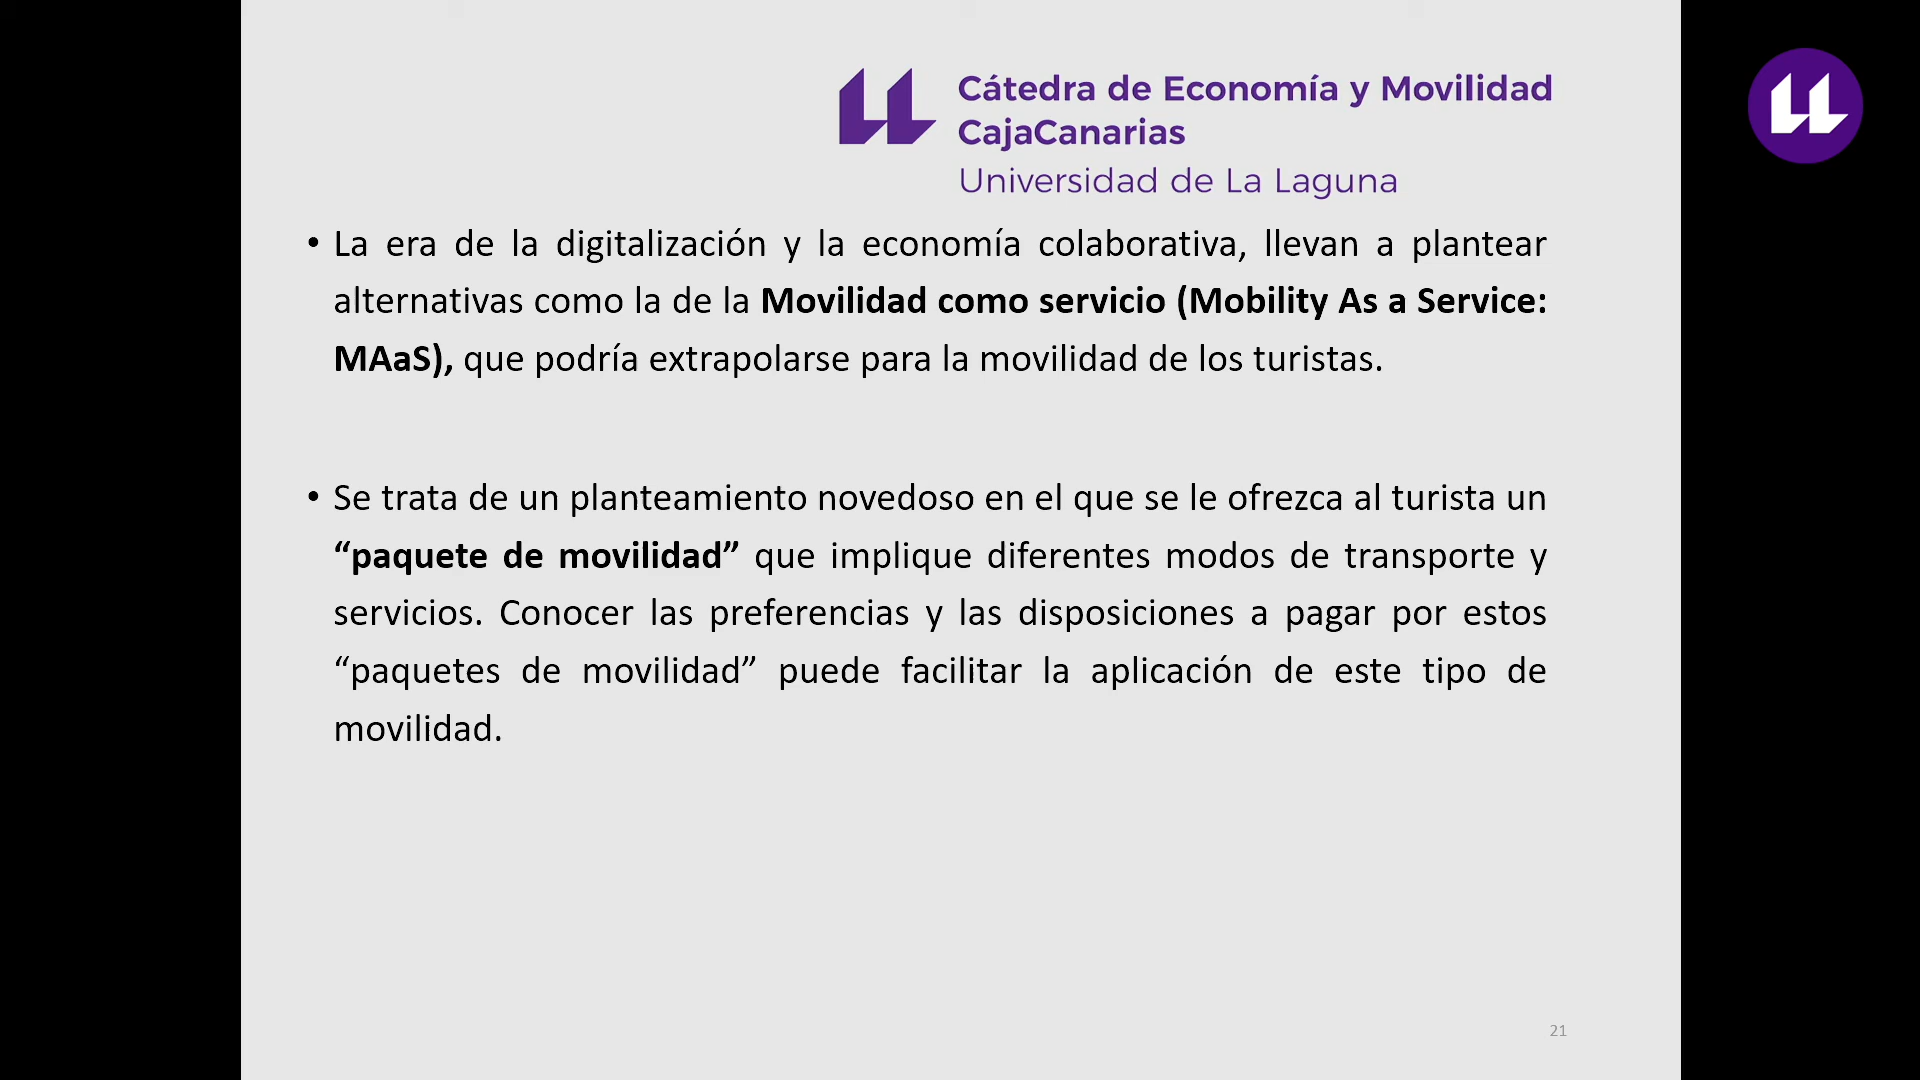 Cátedra de Economía y Movilidad
CajaCanarias
Universidad de La Laguna
• La era de la digitalización y la economía colaborativa, llevan a plantear
alternativas como la de la Movilidad como servicio (Mobility As a Service:
MAaS), que podría extrapolarse para la movilidad de los turistas.
• Se trata de un planteamiento novedoso en el que se le ofrezca al turista un
“paquete de movilidad” que implique diferentes modos de transporte y
servicios. Conocer las preferencias y las disposiciones a pagar por estos
“paquetes de movilidad” puede facilitar la aplicación de este tipo de
movilidad.
21